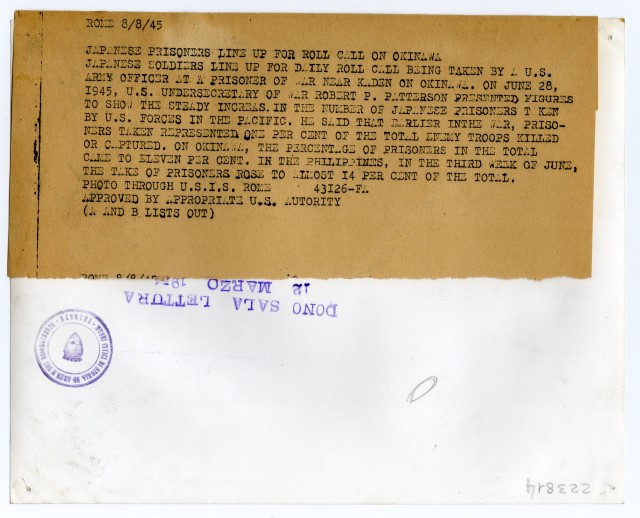 ROME 8/8/45
JAPANESE PRISONERS LINE UP FOR ROLL CALL ON OKINAWA
JAPANESE SOLDIERS LINE UP FOR DAILY ROLL CALL BEING TAKEN BY A U.S.
ARMY OFFICER AT A PRISONER OF WAR NEAR KADEN ON OKINAWA. ON JUNE 28,
1945, U.S. UNDERSECRETARY OF WAR ROBERT P. PATTERSON PRESENTED FIGURES
TO SHOW THE STEADY INCREAS. IN THE NUMBER OF JAPANESE PRISONERS T KEN
BY U.S. FORCES IN THE PACIFIC. HE SAID THAT EARLIER INTHE WAR, PRISO-
NERS TAKEN REPRESENTED ONE PER CENT OF THE TOTAL ENEMY TROOPS KILLED
OR CAPTURED. ON OKINAWA, THE PERCENTAGE OF PRISONERS IN THE TOTAL
CAME TO ELEVEN PER CENT. IN THE PHILIPPINES, IN THE THIRD WEEK OF JUNE,
THE TAKE OF PRISONERS ROSE TO ALMOST 14 PER CENT OF THE TOTAL.
PHOTO THROUGH U.S.I.S. ROME 43126-FA
APPROVED BY APPROPRIATE U.S. AUTORITY
(A AND B LISTS OUT)
8/8/45
DONO SALA LETTURA
12 MARZO 1954
223814